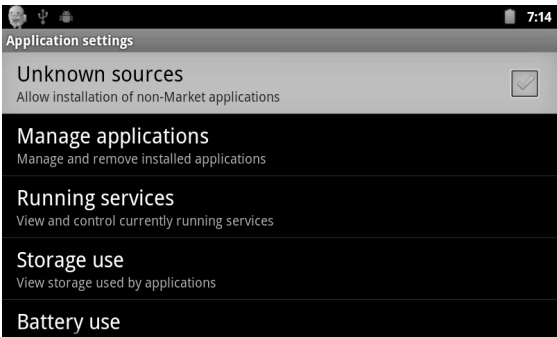 7:14
Application settings
Unknown sources
Allow installation of non-Market applications
Manage applications
Manage and remove installed applications
Running services
View and control currently running services
Storage use
View storage used by applications
Battery use